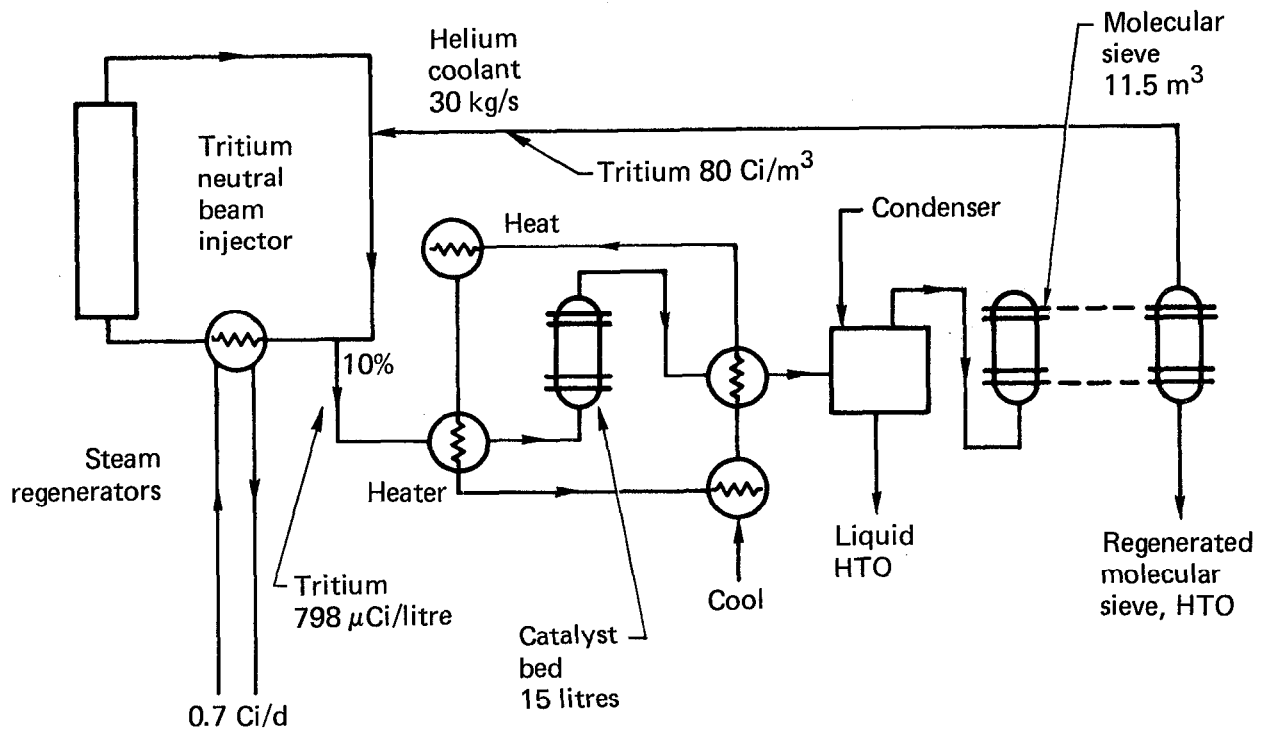 Helium
coolant
30 kg/s
Molecular
sieve
11.5 m³
Tritium
neutral
beam
injector
Tritium 80 Ci/m³
Condenser
Heat
10%
Steam
regenerators
Heater
Tritium
798 μCi/litre
Cool
Liquid
HTO
Regenerated
molecular
sieve, HTO
Catalyst
bed
15 litres
0.7 Ci/d